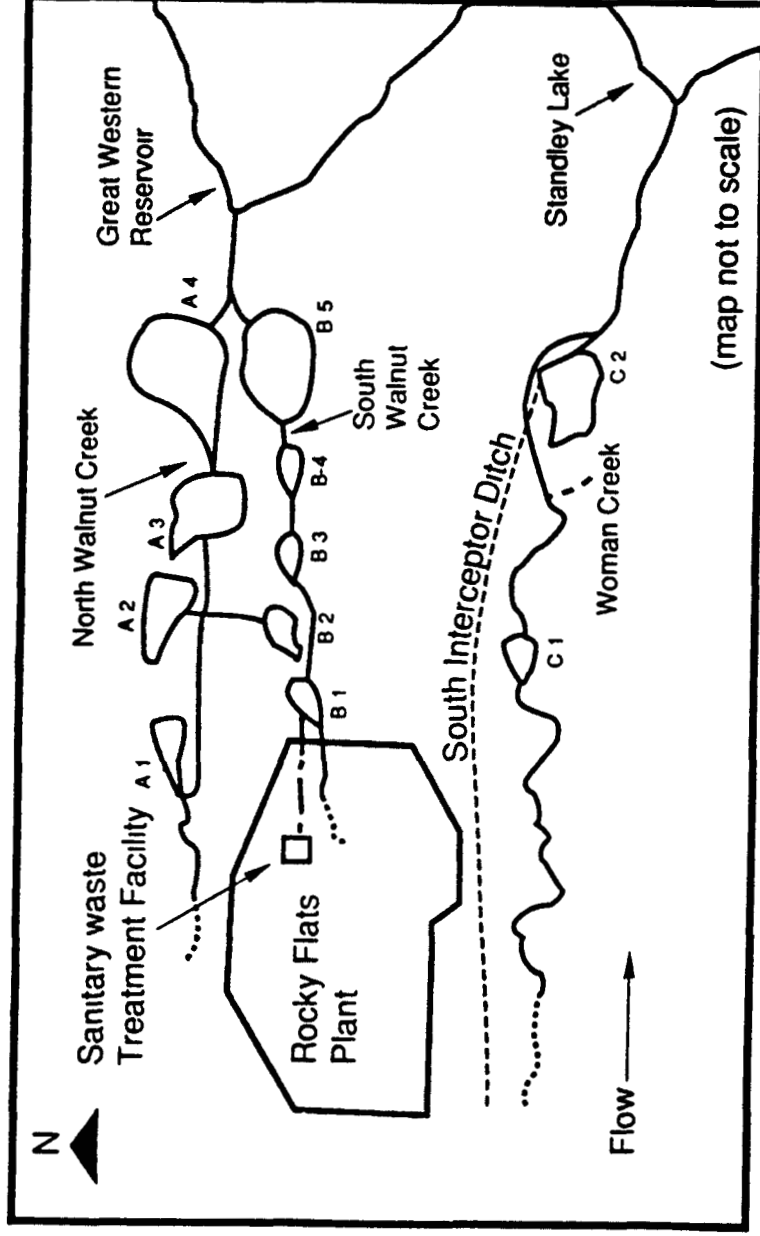 N
Sanitary waste
Treatment Facility
North Walnut Creek
Great Western
Reservoir
A 1
A 2
A 3
A 4
Rocky Flats
Plant
B 1
B 2
B 3
B-4
B 5
South
Walnut
Creek
South Interceptor Ditch
Standley Lake
C 1
C 2
Woman Creek
Flow
(map not to scale)